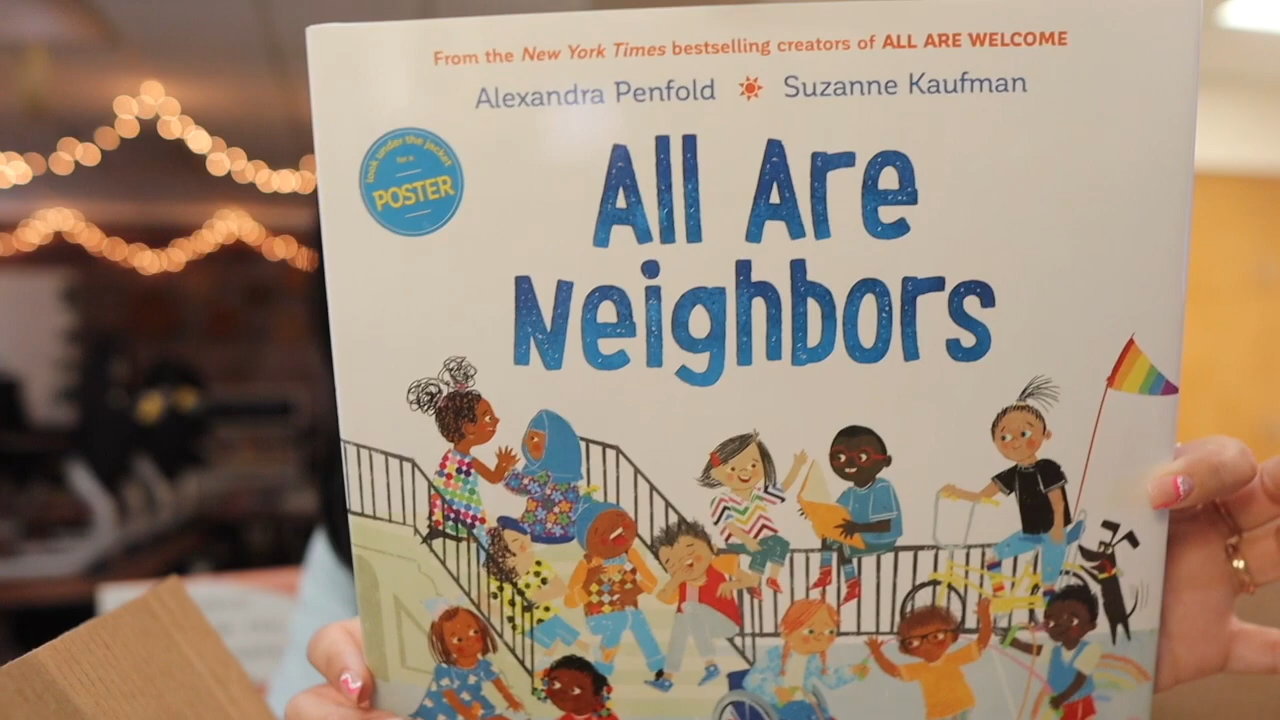 From the New York Times bestselling creators of ALL ARE WELCOME
Alexandra Penfold Suzanne Kaufman
look under the jacket
for a
POSTER
All Are
Neighbors